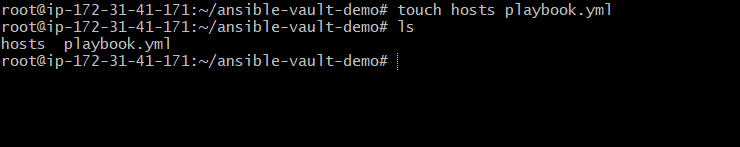 root@ip-172-31-41-171:~/ansible-vault-demo# touch hosts playbook.yml
root@ip-172-31-41-171:~/ansible-vault-demo# ls
hosts  playbook.yml
root@ip-172-31-41-171:~/ansible-vault-demo#